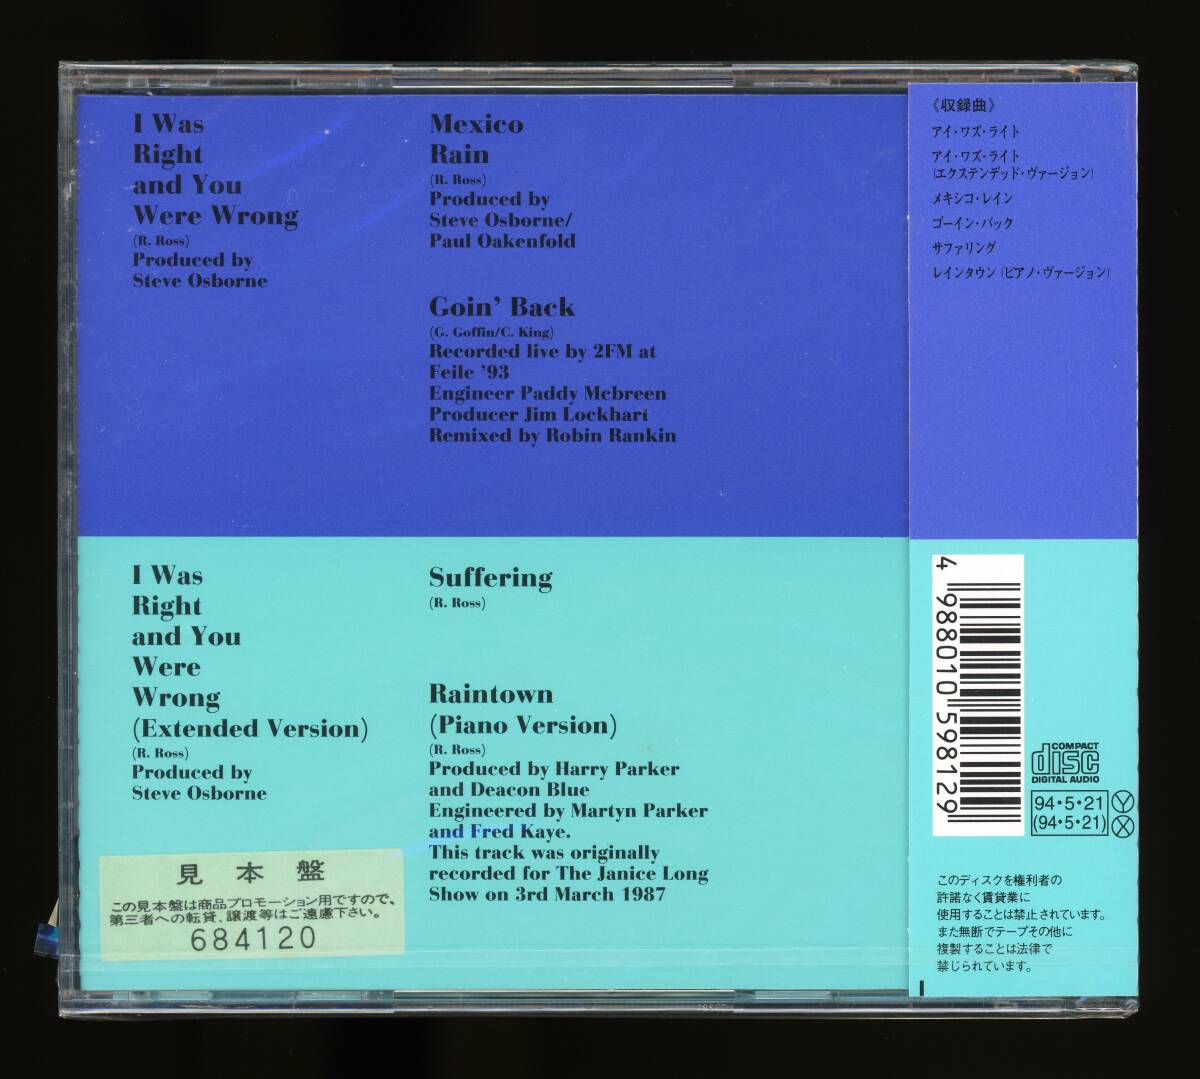 I Was
Right
and You
Were Wrong
(R. Ross)
Produced by
Steve Osborne
Mexico
Rain
(R. Ross)
Produced by
Steve Osborne/
Paul Oakenfold
Goin' Back
(G. Goffin/C. King)
Recorded live by 2FM at
Feile '93
Engineer Paddy Mcbreen
Producer Jim Lockhart
Remixed by Robin Rankin
I Was
Right
and You
Were
Wrong
(Extended Version)
(R. Ross)
Produced by
Steve Osborne
Suffering
(R. Ross)
Raintown
(Piano Version)
(R. Ross)
Produced by Harry Parker
and Deacon Blue
Engineered by Martyn Parker
and Fred Kaye.
This track was originally
recorded for The Janice Long
Show on 3rd March 1987
見本盤
この見本盤は商品プロモーション用ですので、
第三者への転貸、譲渡等はご遠慮下さい。
684120
《収録曲》
アイ・ワズ・ライト
アイ・ワズ・ライト
(エクステンデッド・ヴァージョン)
メキシコ・レイン
ゴーイン・バック
サファリング
レインタウン (ピアノ・ヴァージョン)
4 988010 598129
COMPACT
disc
DIGITAL AUDIO
94・5・21 Y
(94・5・21) X
このディスクを権利者の
許諾なく賃貸業に
使用することは禁止されています。
また無断でテープその他に
複製することは法律で
禁じられています。